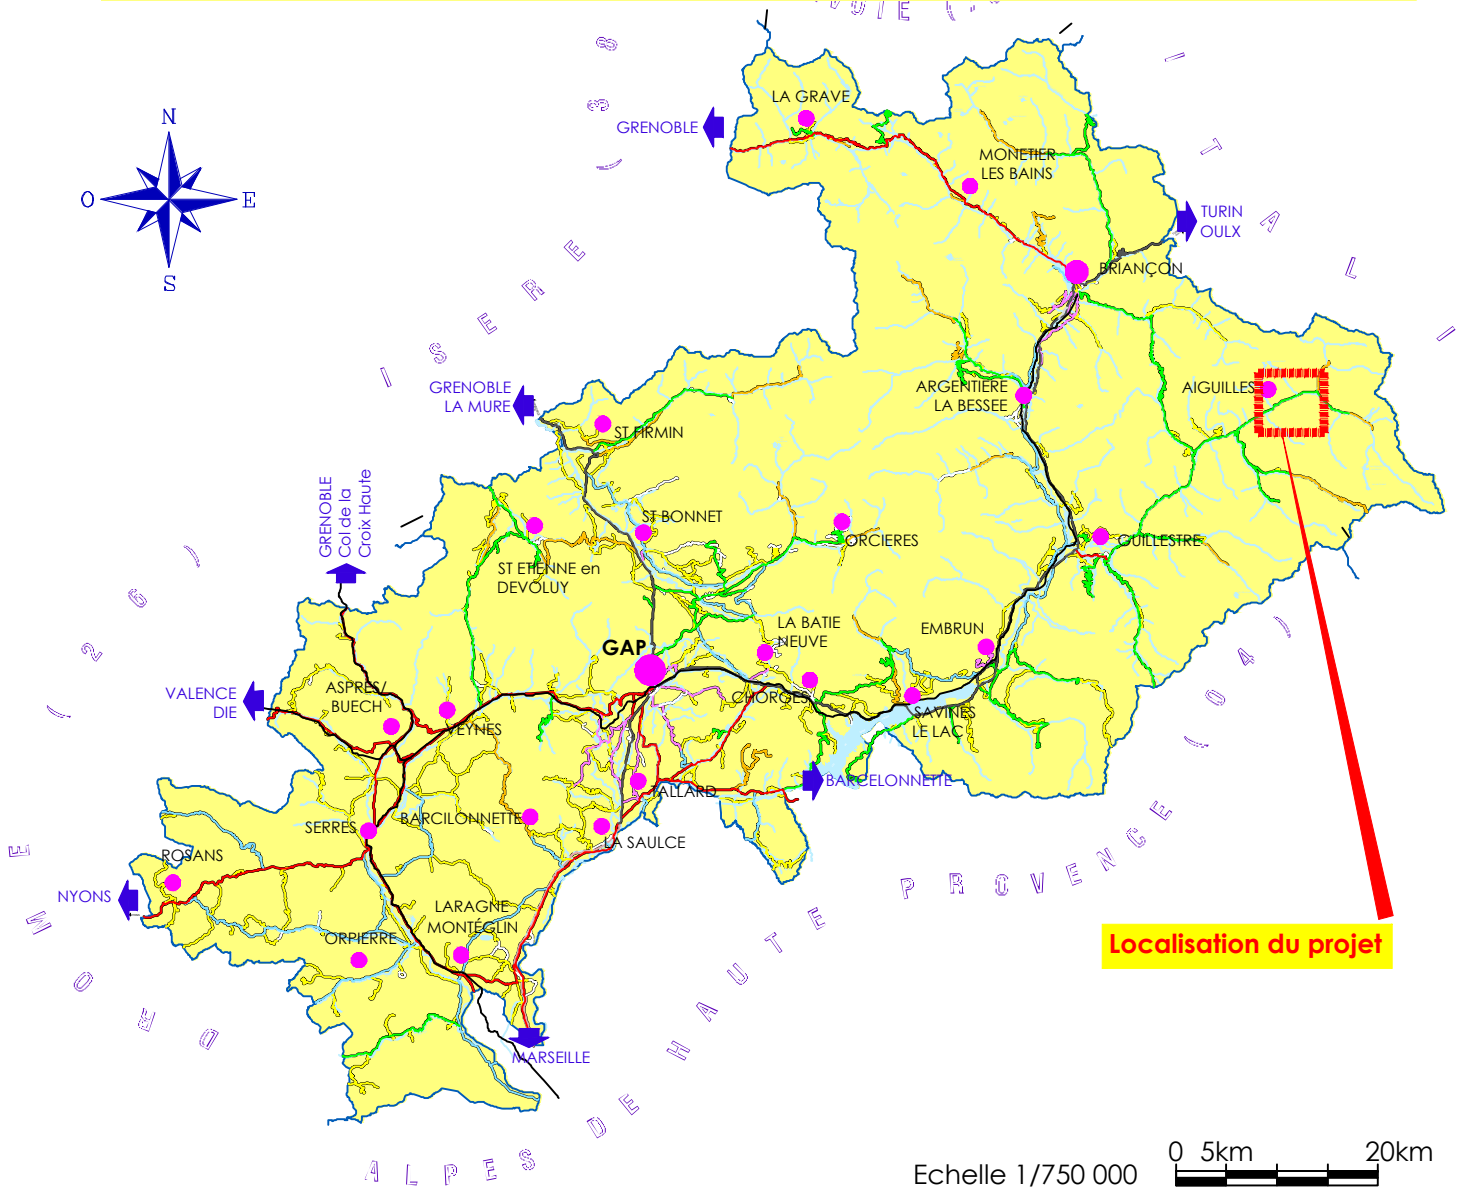 LA GRAVE
GRENOBLE
MONETIER
LES BAINS
N
O
E
S
TURIN
OULX
BRIANÇON
ITALI
ISERE (38)
GRENOBLE
LA MURE
ARGENTIERE
LA BESSEE
AIGUILLES
ST FIRMIN
GRENOBLE
Col de la
Croix Haute
ST BONNET
ORCIERES
GUILLESTRE
ST ETIENNE en
DEVOLUY
LA BATIE
NEUVE
EMBRUN
GAP
VALENCE
DIE
ASPRES/
BUECH
CHORGES
VEYNES
SAVINES
LE LAC
BARCELONNETTE
TALLARD
SERRES
BARCILONNETTE
LA SAULCE
ROSANS
NYONS
LARAGNE
MONTÉGLIN
ORPIERRE
Localisation du projet
MARSEILLE
DROME (26)
ALPES DE HAUTE PROVENCE (04)
0 5km 20km
Echelle 1/750 000